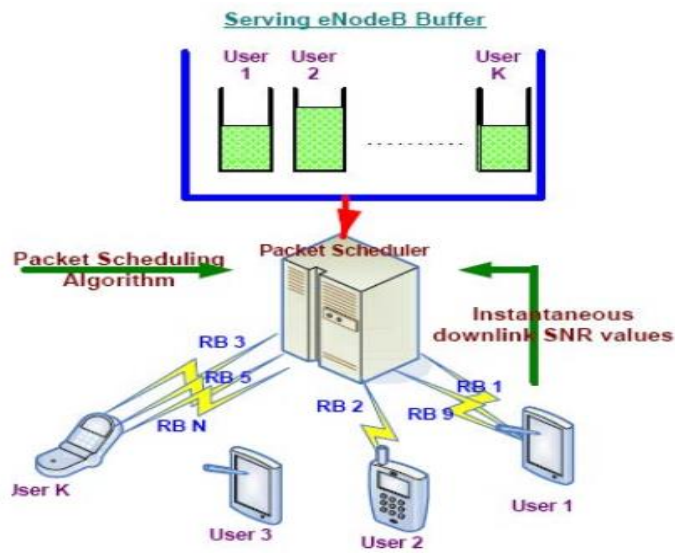 Serving eNodeB Buffer
User
1
User
2
User
K
Packet Scheduler
Packet Scheduling
Algorithm
Instantaneous
downlink SNR values
RB 3
RB 5
RB N
RB 2
RB 1
RB 9
Jser K
User 3
User 2
User 1